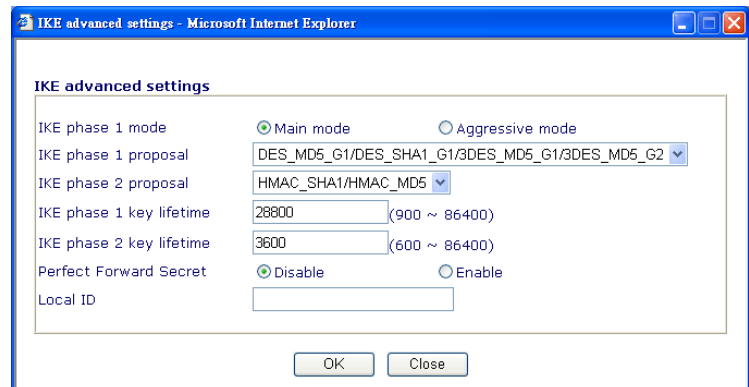 IKE advanced settings - Microsoft Internet Explorer
IKE advanced settings
IKE phase 1 mode Main mode Aggressive mode
IKE phase 1 proposal DES_MD5_G1/DES_SHA1_G1/3DES_MD5_G1/3DES_MD5_G2
IKE phase 2 proposal HMAC_SHA1/HMAC_MD5
IKE phase 1 key lifetime 28800 (900 ~ 86400)
IKE phase 2 key lifetime 3600 (600 ~ 86400)
Perfect Forward Secret Disable Enable
Local ID
OK Close